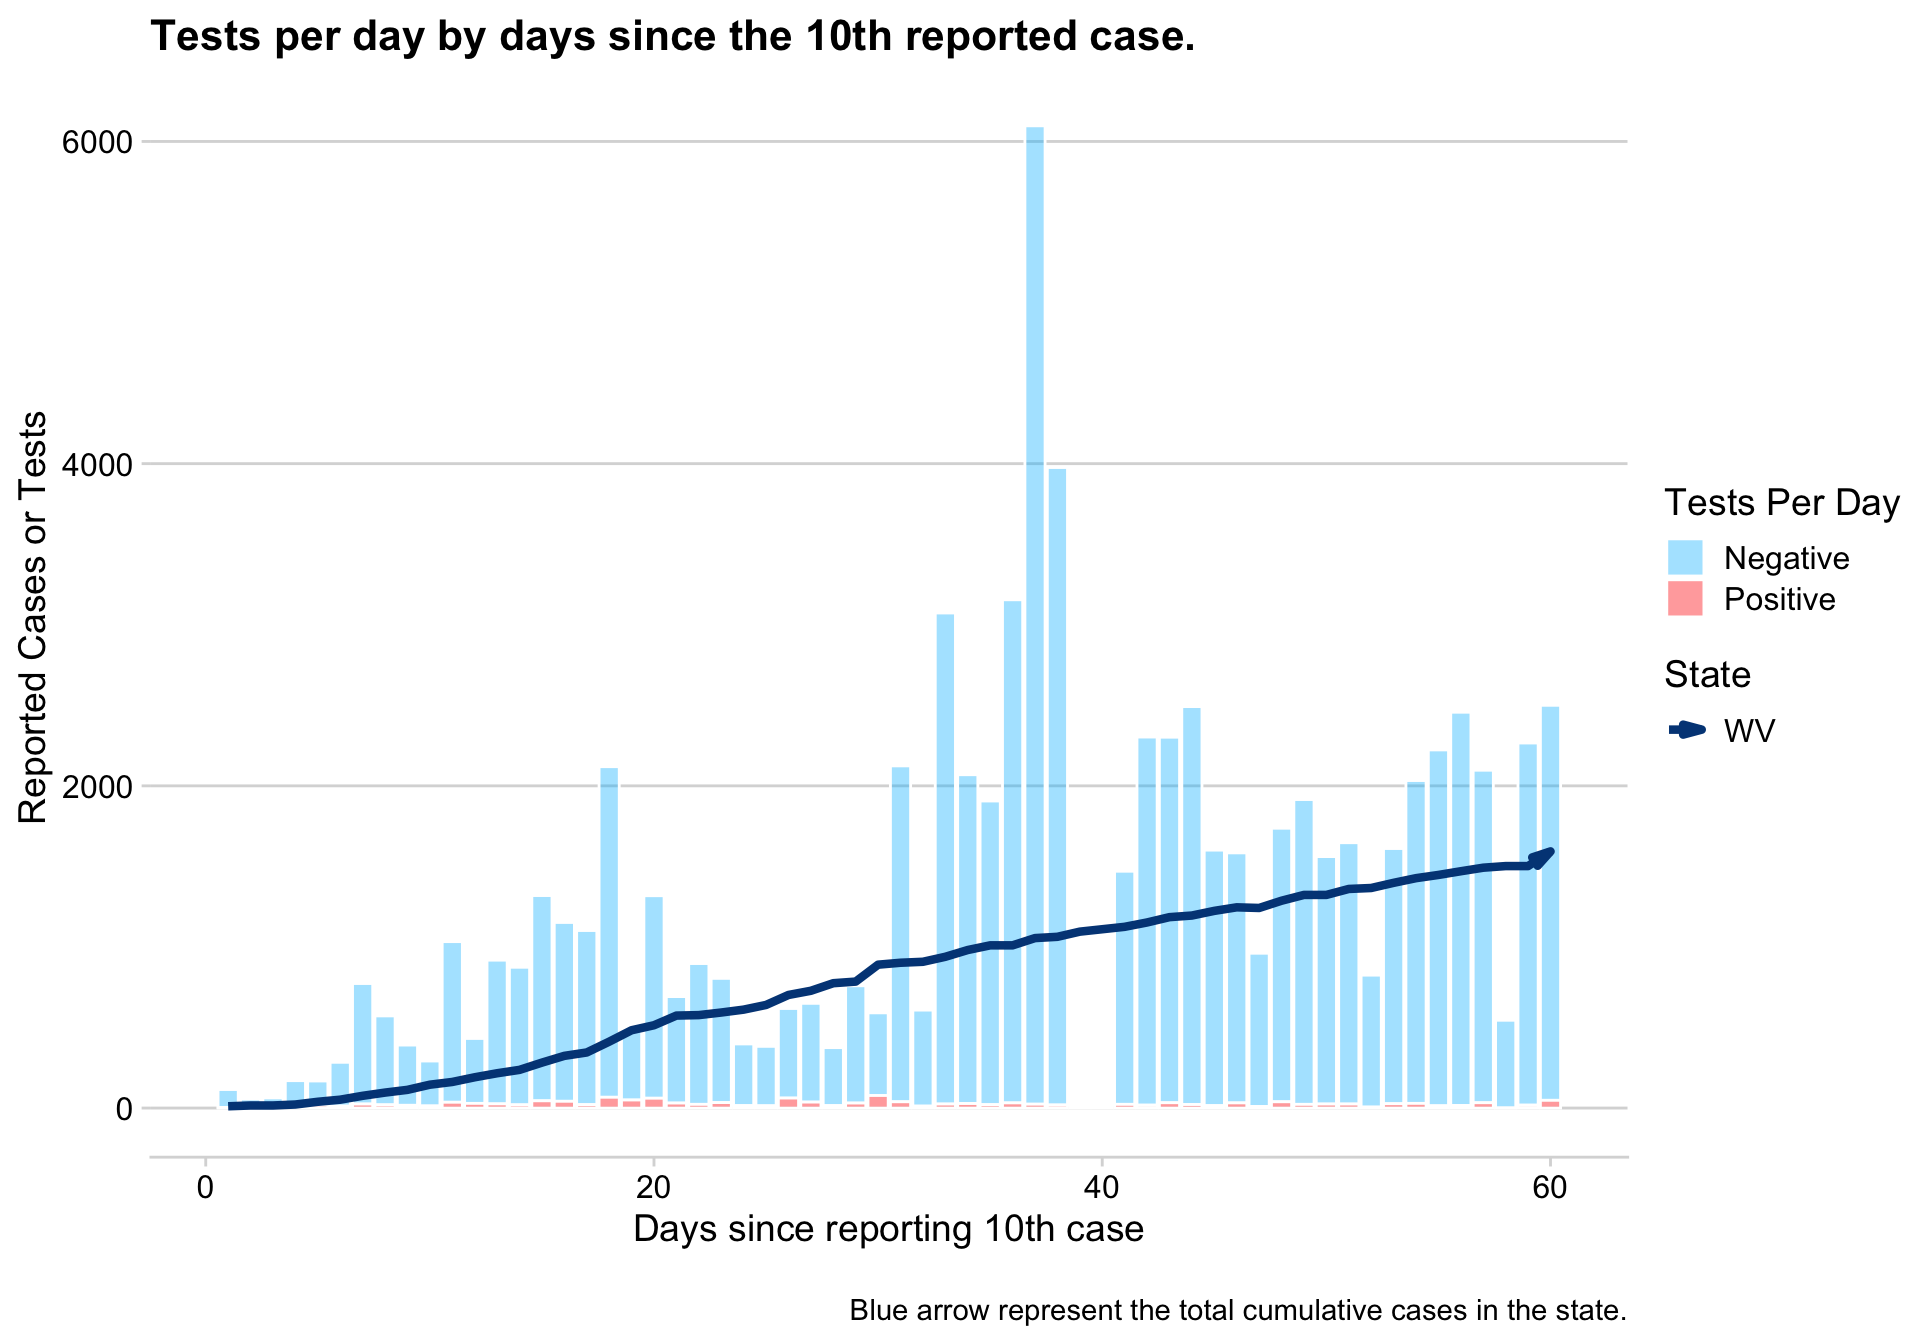 Tests per day by days since the 10th reported case.
6000
4000
2000
0
Reported Cases or Tests
0
20
40
60
Days since reporting 10th case
Tests Per Day
Negative
Positive
State
WV
Blue arrow represent the total cumulative cases in the state.